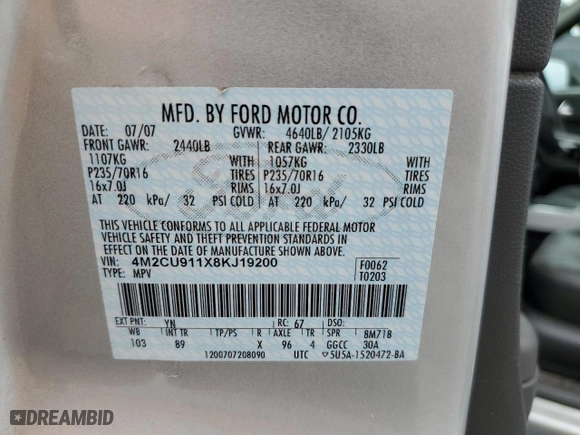 MFD. BY FORD MOTOR CO.
DATE: 07/07 GVWR: 4640LB/ 2105KG
FRONT GAWR: 2440LB REAR GAWR: 2330LB
1107KG WITH 1057KG WITH
P235/70R16 TIRES P235/70R16 TIRES
16x7.0J RIMS 16x7.0J RIMS
AT 220 kPa/ 32 PSI COLD AT 220 kPa/ 32 PSI COLD
THIS VEHICLE CONFORMS TO ALL APPLICABLE FEDERAL MOTOR
VEHICLE SAFETY AND THEFT PREVENTION STANDARDS IN
EFFECT ON THE DATE OF MANUFACTURE SHOWN ABOVE.
VIN: 4M2CU911X8KJ19200 F0062
TYPE: MPV T0203
EXT PNT: YN RC: 67 DSO:
WB INT TR TP/PS R AXLE TR SPR 8M71B
103 89 X 96 4 GGCC 30A
1200707208090 UTC 5U5A-1520472-BA
DREAMBID